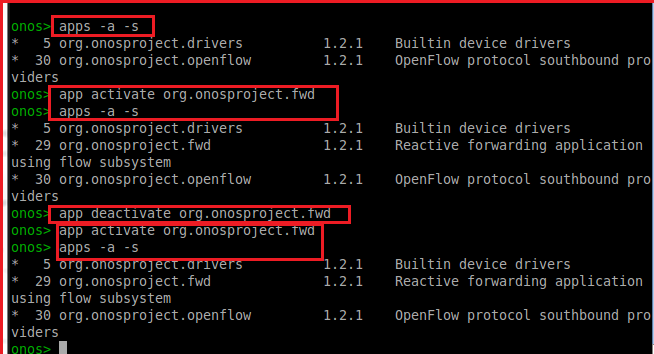 onos> apps -a -s
*   5 org.onosproject.drivers          1.2.1    Builtin device drivers
*  30 org.onosproject.openflow         1.2.1    OpenFlow protocol southbound pro
viders
onos> app activate org.onosproject.fwd
onos> apps -a -s
*   5 org.onosproject.drivers          1.2.1    Builtin device drivers
*  29 org.onosproject.fwd              1.2.1    Reactive forwarding application
using flow subsystem
*  30 org.onosproject.openflow         1.2.1    OpenFlow protocol southbound pro
viders
onos> app deactivate org.onosproject.fwd
onos> app activate org.onosproject.fwd
onos> apps -a -s
*   5 org.onosproject.drivers          1.2.1    Builtin device drivers
*  29 org.onosproject.fwd              1.2.1    Reactive forwarding application
using flow subsystem
*  30 org.onosproject.openflow         1.2.1    OpenFlow protocol southbound pro
viders
onos>